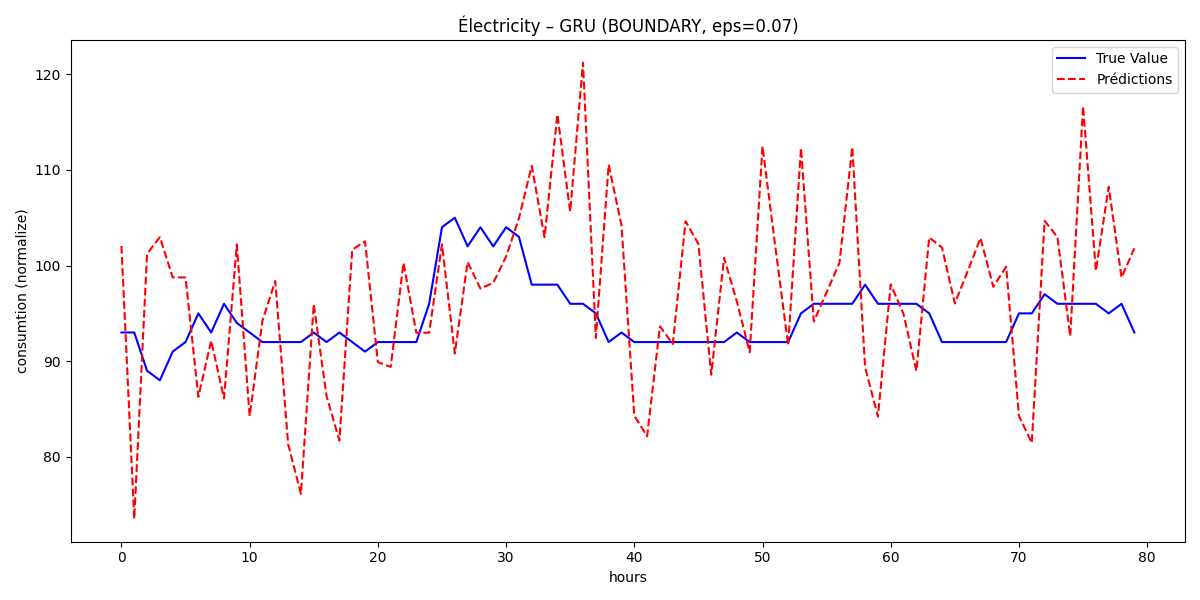 Électricity – GRU (BOUNDARY, eps=0.07)
True Value
Prédictions
120
110
100
90
80
consumtion (normalize)
0 10 20 30 40 50 60 70 80
hours